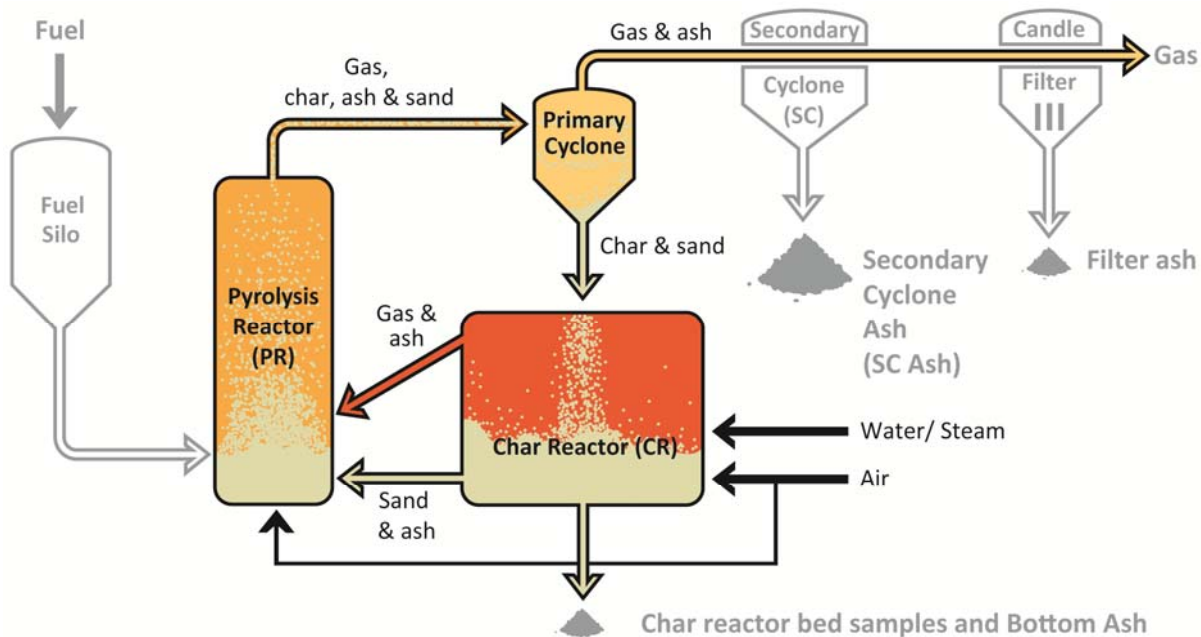 Fuel
Fuel
Silo
Gas,
char, ash & sand
Pyrolysis
Reactor
(PR)
Primary
Cyclone
Gas & ash
Secondary
Cyclone
(SC)
Candle
Filter
Gas
Char & sand
Secondary
Cyclone
Ash
(SC Ash)
Filter ash
Gas &
ash
Char Reactor (CR)
Water/ Steam
Air
Sand
& ash
Char reactor bed samples and Bottom Ash